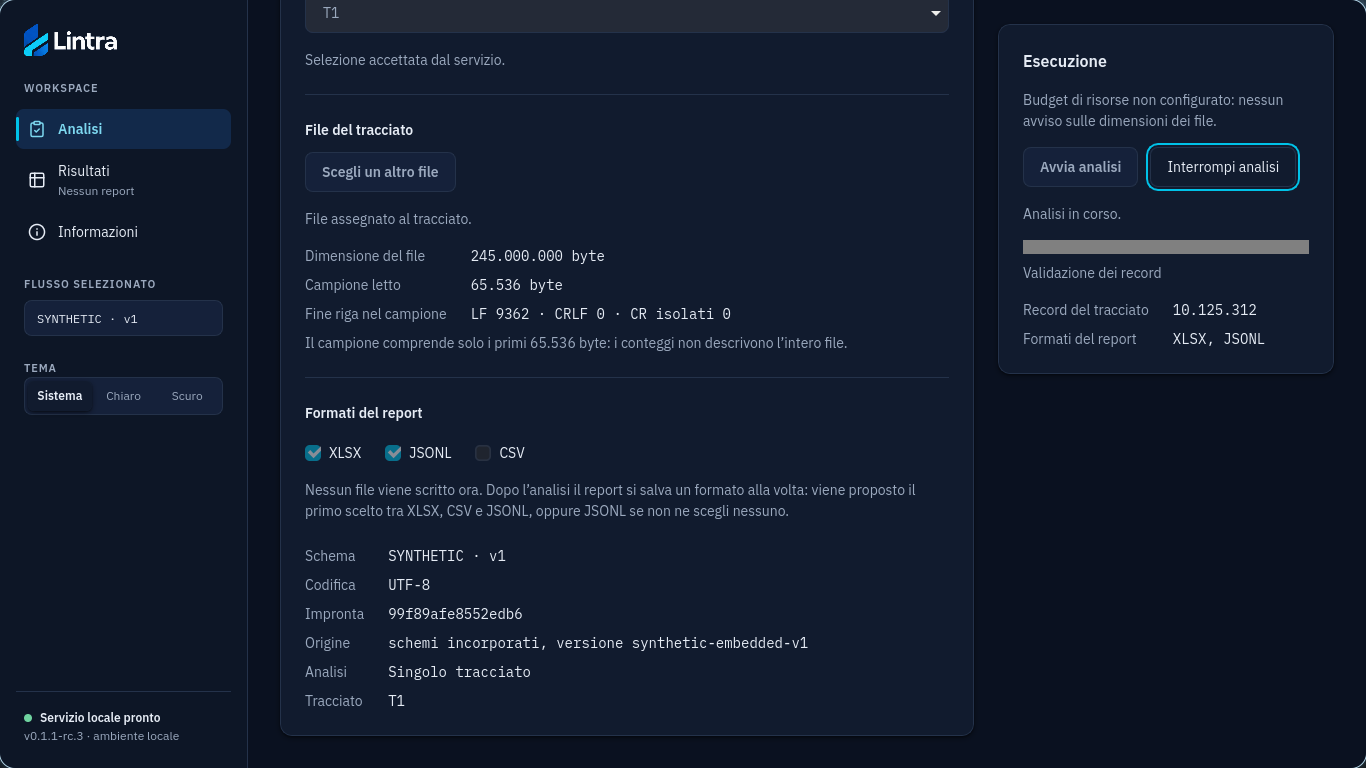 Lintra
WORKSPACE
Analisi
Risultati
Nessun report
Informazioni
FLUSSO SELEZIONATO
SYNTHETIC · v1
TEMA
Sistema Chiaro Scuro
Servizio locale pronto
v0.1.1-rc.3 · ambiente locale
T1
Selezione accettata dal servizio.
File del tracciato
Scegli un altro file
File assegnato al tracciato.
Dimensione del file 245.000.000 byte
Campione letto 65.536 byte
Fine riga nel campione LF 9362 · CRLF 0 · CR isolati 0
Il campione comprende solo i primi 65.536 byte: i conteggi non descrivono l’intero file.
Formati del report
XLSX JSONL CSV
Nessun file viene scritto ora. Dopo l’analisi il report si salva un formato alla volta: viene proposto il
primo scelto tra XLSX, CSV e JSONL, oppure JSONL se non ne scegli nessuno.
Schema SYNTHETIC · v1
Codifica UTF-8
Impronta 99f89afe8552edb6
Origine schemi incorporati, versione synthetic-embedded-v1
Analisi Singolo tracciato
Tracciato T1
Esecuzione
Budget di risorse non configurato: nessun
avviso sulle dimensioni dei file.
Avvia analisi Interrompi analisi
Analisi in corso.
Validazione dei record
Record del tracciato 10.125.312
Formati del report XLSX, JSONL